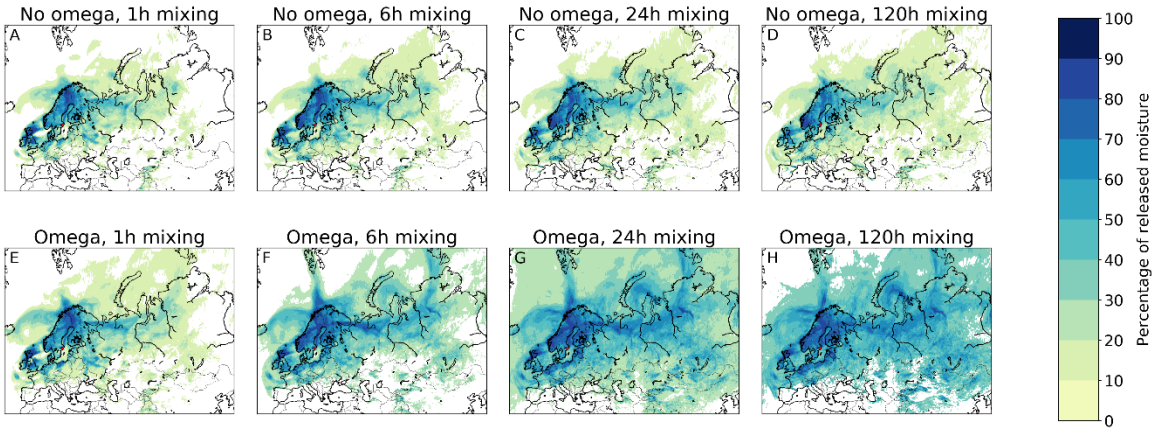 No omega, 1h mixing
No omega, 6h mixing
No omega, 24h mixing
No omega, 120h mixing
A
B
C
D
Omega, 1h mixing
Omega, 6h mixing
Omega, 24h mixing
Omega, 120h mixing
E
F
G
H
100
90
80
70
60
50
40
30
20
10
0
Percentage of released moisture